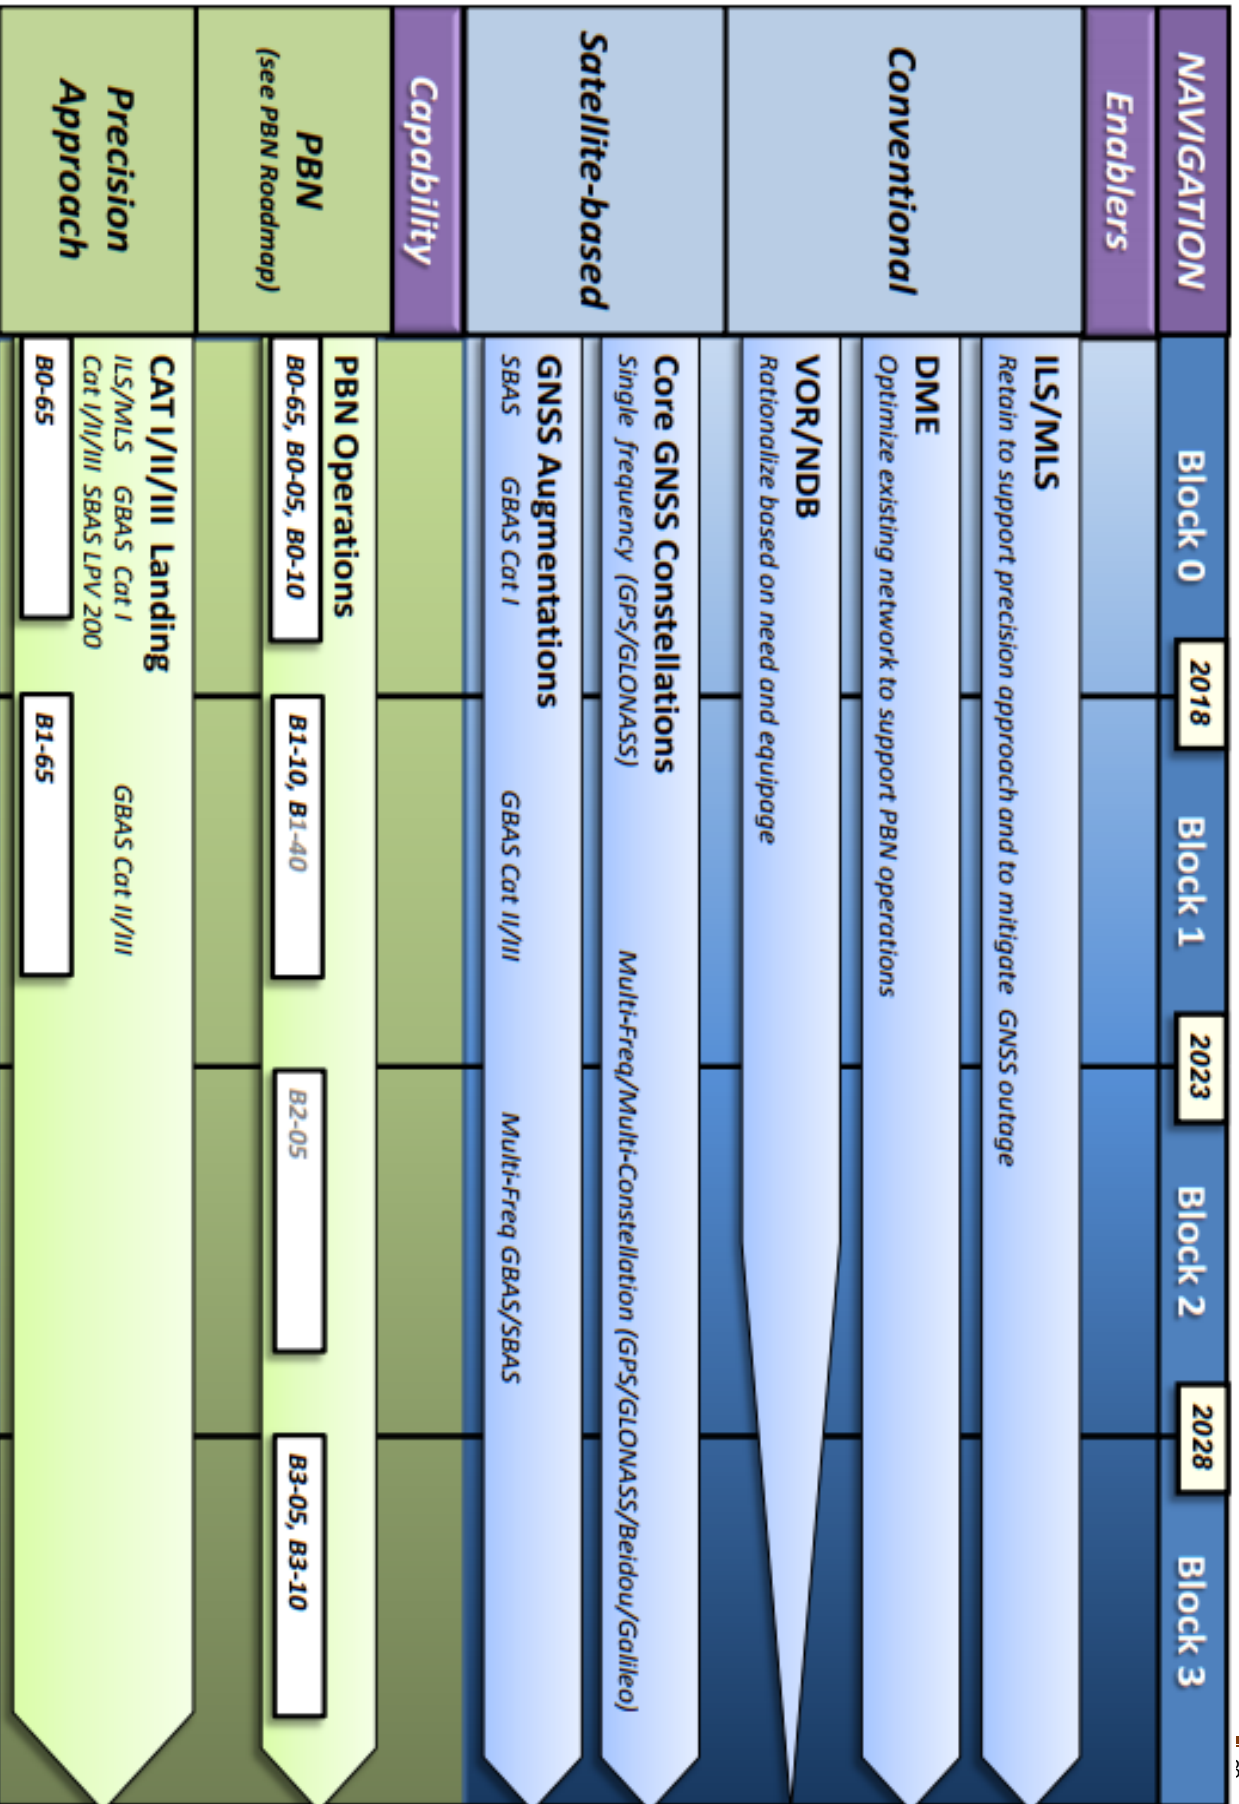 NAVIGATION
Block 0
2018
Block 1
2023
Block 2
2028
Block 3
Enablers
Conventional
ILS/MLS
Retain to support precision approach and to mitigate GNSS outage
DME
Optimize existing network to support PBN operations
VOR/NDB
Rationalize based on need and equipage
Satellite-based
Core GNSS Constellations
Single frequency (GPS/GLONASS)
Multi-Freq/Multi-Constellation (GPS/GLONASS/Beidou/Galileo)
GNSS Augmentations
SBAS
GBAS Cat I
GBAS Cat II/III
Multi-Freq GBAS/SBAS
Capability
PBN
(see PBN Roadmap)
PBN Operations
B0-65, B0-05, B0-10
B1-10, B1-40
B2-05
B3-05, B3-10
Precision
Approach
CAT I/II/III Landing
ILS/MLS GBAS Cat I
GBAS Cat II/III
Cat I/II/III SBAS LPV 200
B0-65
B1-65